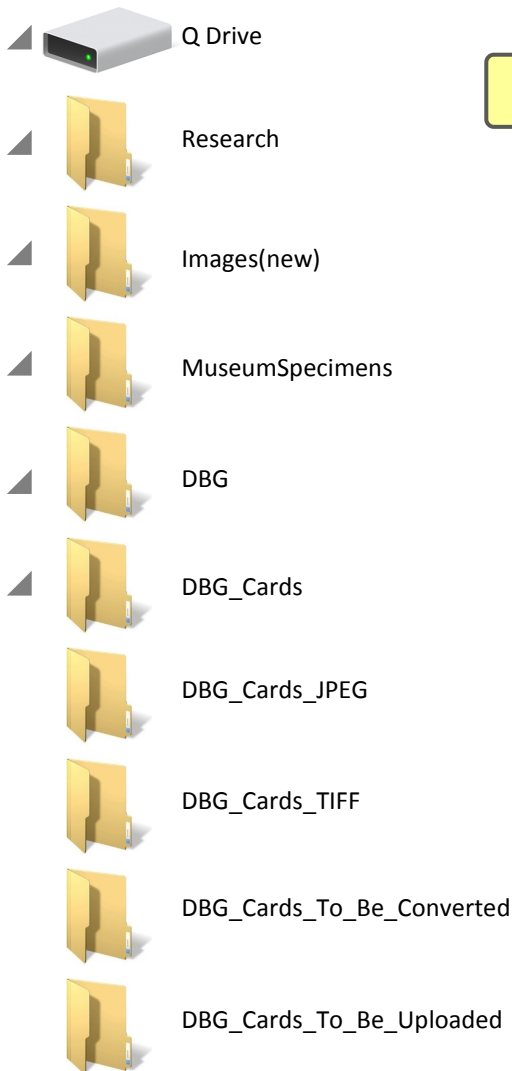 Q Drive
Research
Images(new)
MuseumSpecimens
DBG
DBG_Cards
DBG_Cards_JPEG
DBG_Cards_TIFF
DBG_Cards_To_Be_Converted
DBG_Cards_To_Be_Uploaded